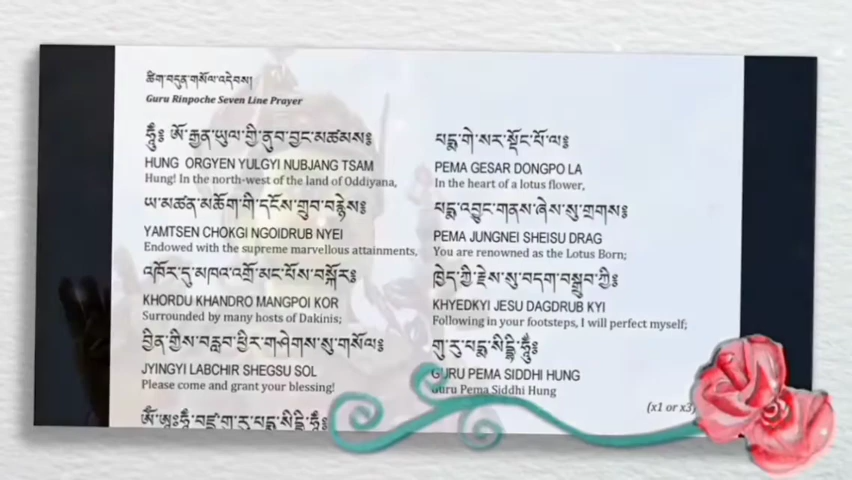 ཚིག་བདུན་གསོལ་འདེབས།
Guru Rinpoche Seven Line Prayer
ཧཱུྃ༔ ཨོ་རྒྱན་ཡུལ་གྱི་ནུབ་བྱང་མཚམས༔
HUNG ORGYEN YULGYI NUBJANG TSAM
Hung! In the north-west of the land of Oddiyana,
པདྨ་གེ་སར་སྡོང་པོ་ལ༔
PEMA GESAR DONGPO LA
In the heart of a lotus flower,
ཡ་མཚན་མཆོག་གི་དངོས་གྲུབ་བརྙེས༔
YAMTSEN CHOKGI NGOIDRUB NYEI
Endowed with the supreme marvellous attainments,
པདྨ་འབྱུང་གནས་ཞེས་སུ་གྲགས༔
PEMA JUNGNEI SHEISU DRAG
You are renowned as the Lotus Born;
འཁོར་དུ་མཁའ་འགྲོ་མང་པོས་བསྐོར༔
KHORDU KHANDRO MANGPOI KOR
Surrounded by many hosts of Dakinis;
ཁྱེད་ཀྱི་རྗེས་སུ་བདག་བསྒྲུབ་ཀྱི༔
KHYEDKYI JESU DAGDRUB KYI
Following in your footsteps, I will perfect myself;
བྱིན་གྱིས་བརླབ་ཕྱིར་གཤེགས་སུ་གསོལ༔
JYINGYI LABCHIR SHEGSU SOL
Please come and grant your blessing!
གུ་རུ་པདྨ་སིདྡྷི་ཧཱུྃ༔
GURU PEMA SIDDHI HUNG
Guru Pema Siddhi Hung
(x1 or x3)
ཨོཾ་ཨཱཿཧཱུྃ་བཛྲ་གུ་རུ་པདྨ་སིདྡྷི་ཧཱུྃ༔